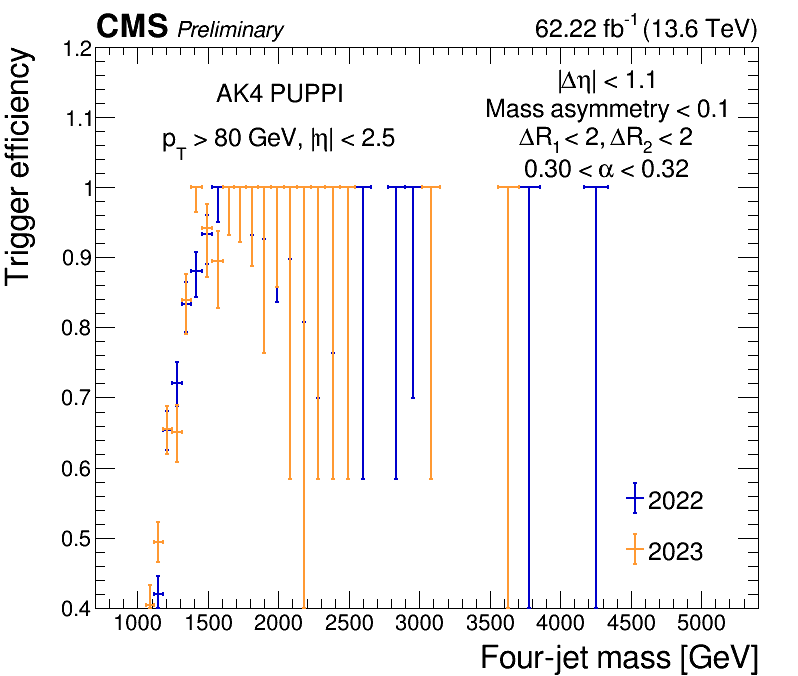 CMS Preliminary 62.22 fb⁻¹ (13.6 TeV)
Trigger efficiency
1.2
1.1
1
0.9
0.8
0.7
0.6
0.5
0.4
AK4 PUPPI
p_T > 80 GeV, |η| < 2.5
|Δη| < 1.1
Mass asymmetry < 0.1
ΔR₁ < 2, ΔR₂ < 2
0.30 < α < 0.32
2022
2023
1000 1500 2000 2500 3000 3500 4000 4500 5000
Four-jet mass [GeV]